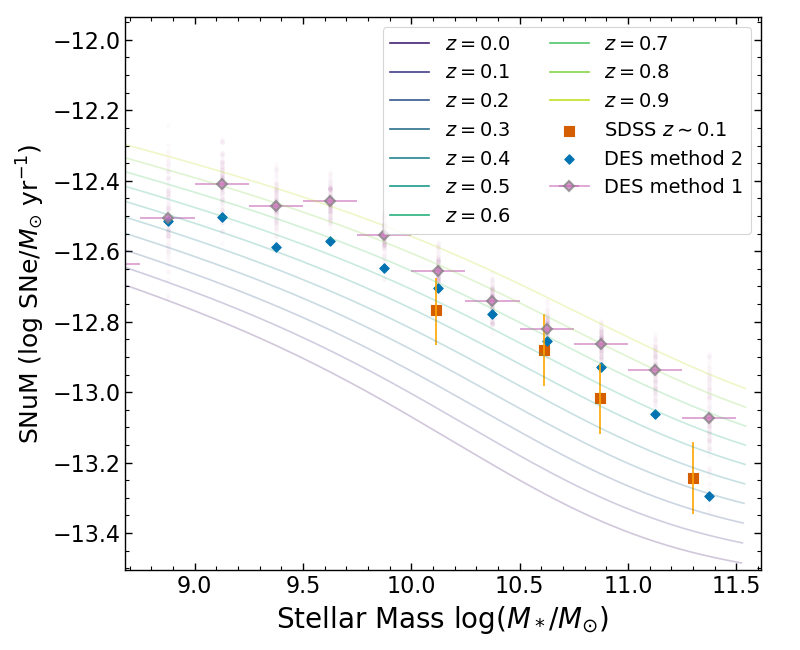 SNuM (log SNe/M⊙ yr⁻¹)
−12.0
−12.2
−12.4
−12.6
−12.8
−13.0
−13.2
−13.4
z = 0.0
z = 0.1
z = 0.2
z = 0.3
z = 0.4
z = 0.5
z = 0.6
z = 0.7
z = 0.8
z = 0.9
SDSS z ∼ 0.1
DES method 2
DES method 1
9.0 9.5 10.0 10.5 11.0 11.5
Stellar Mass log(M*/M⊙)